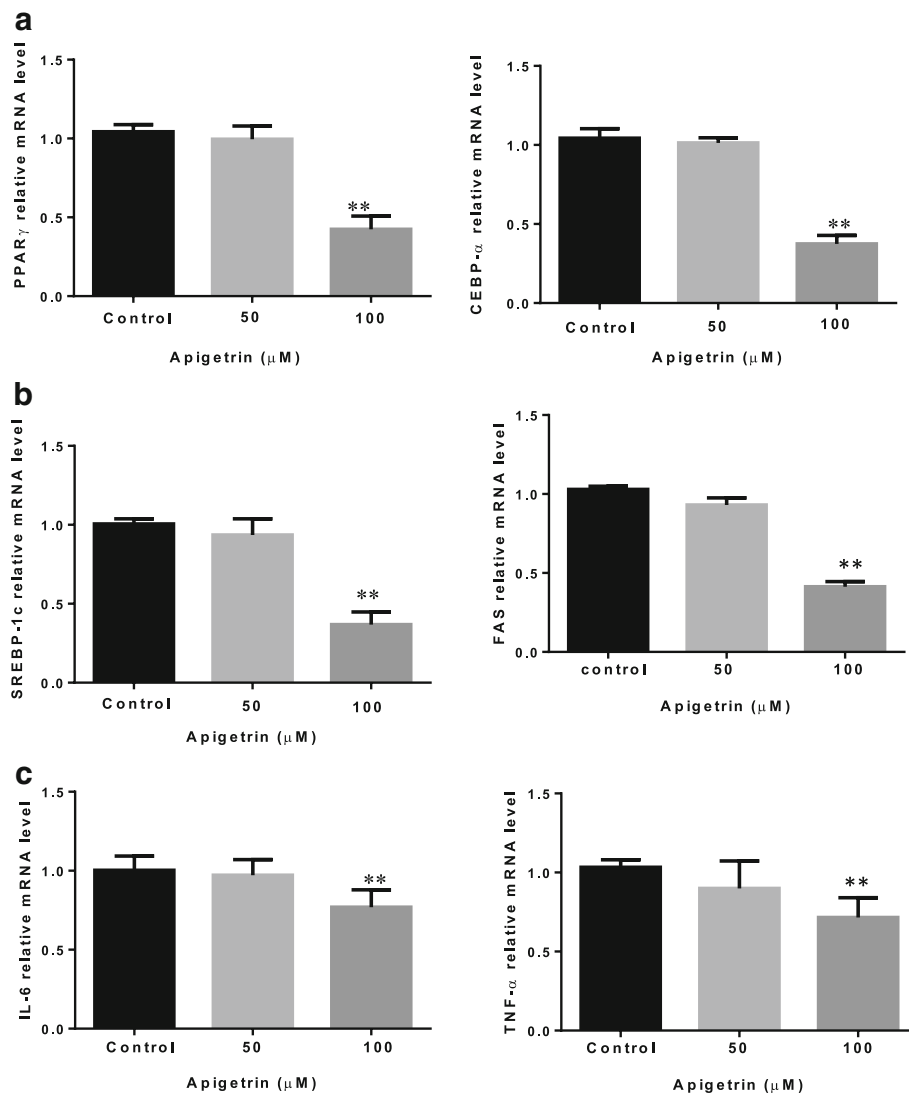 a
PPARγ relative mRNA level
1.5
1.0
0.5
0.0
**
Control 50 100
Apigetrin (μM)
CEBP-α relative mRNA level
1.5
1.0
0.5
0.0
**
Control 50 100
Apigetrin (μM)
b
SREBP-1c relative mRNA level
1.5
1.0
0.5
0.0
**
Control 50 100
Apigetrin (μM)
FAS relative mRNA level
1.5
1.0
0.5
0.0
**
control 50 100
Apigetrin (μM)
c
IL-6 relative mRNA level
1.5
1.0
0.5
0.0
**
Control 50 100
Apigetrin (μM)
TNF-α relative mRNA level
1.5
1.0
0.5
0.0
**
Control 50 100
Apigetrin (μM)